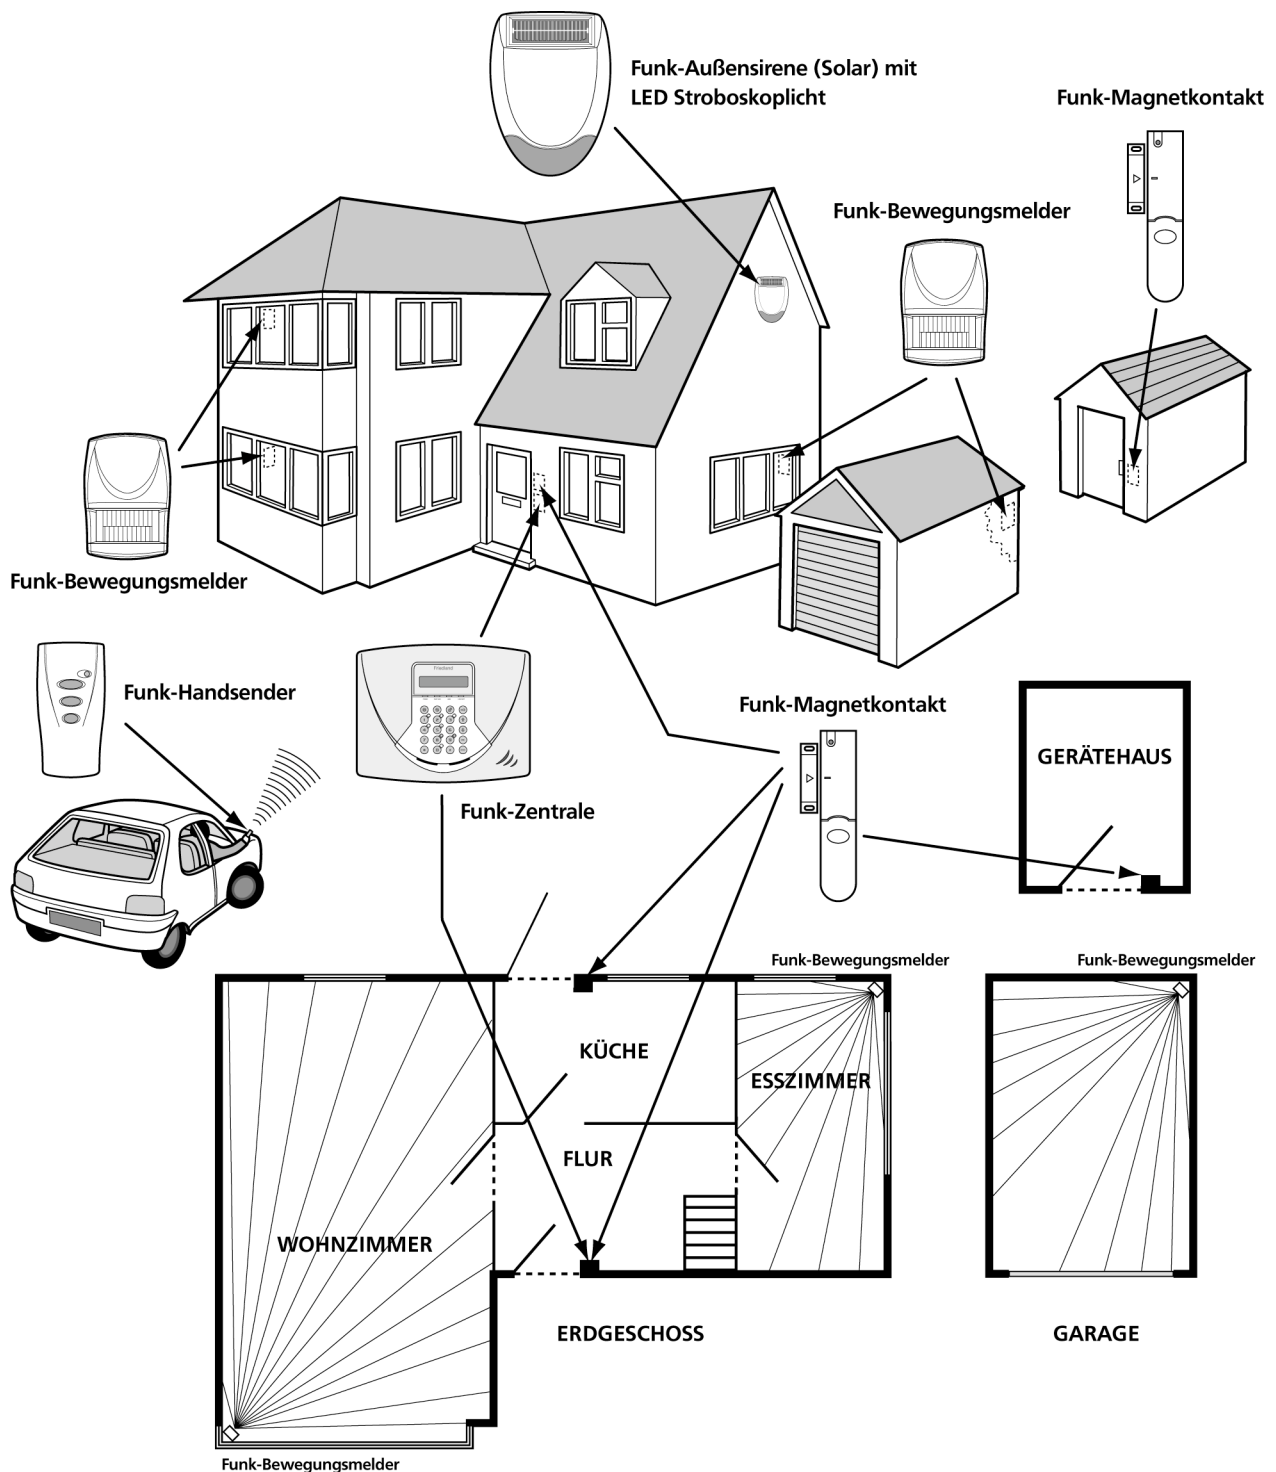 Funk-Außensirene (Solar) mit
LED Stroboskoplicht
Funk-Magnetkontakt
Funk-Bewegungsmelder
Funk-Bewegungsmelder
Funk-Handsender
Friedland
Funk-Zentrale
Funk-Magnetkontakt
GERÄTEHAUS
Funk-Bewegungsmelder
Funk-Bewegungsmelder
KÜCHE
ESSZIMMER
FLUR
WOHNZIMMER
ERDGESCHOSS
GARAGE
Funk-Bewegungsmelder